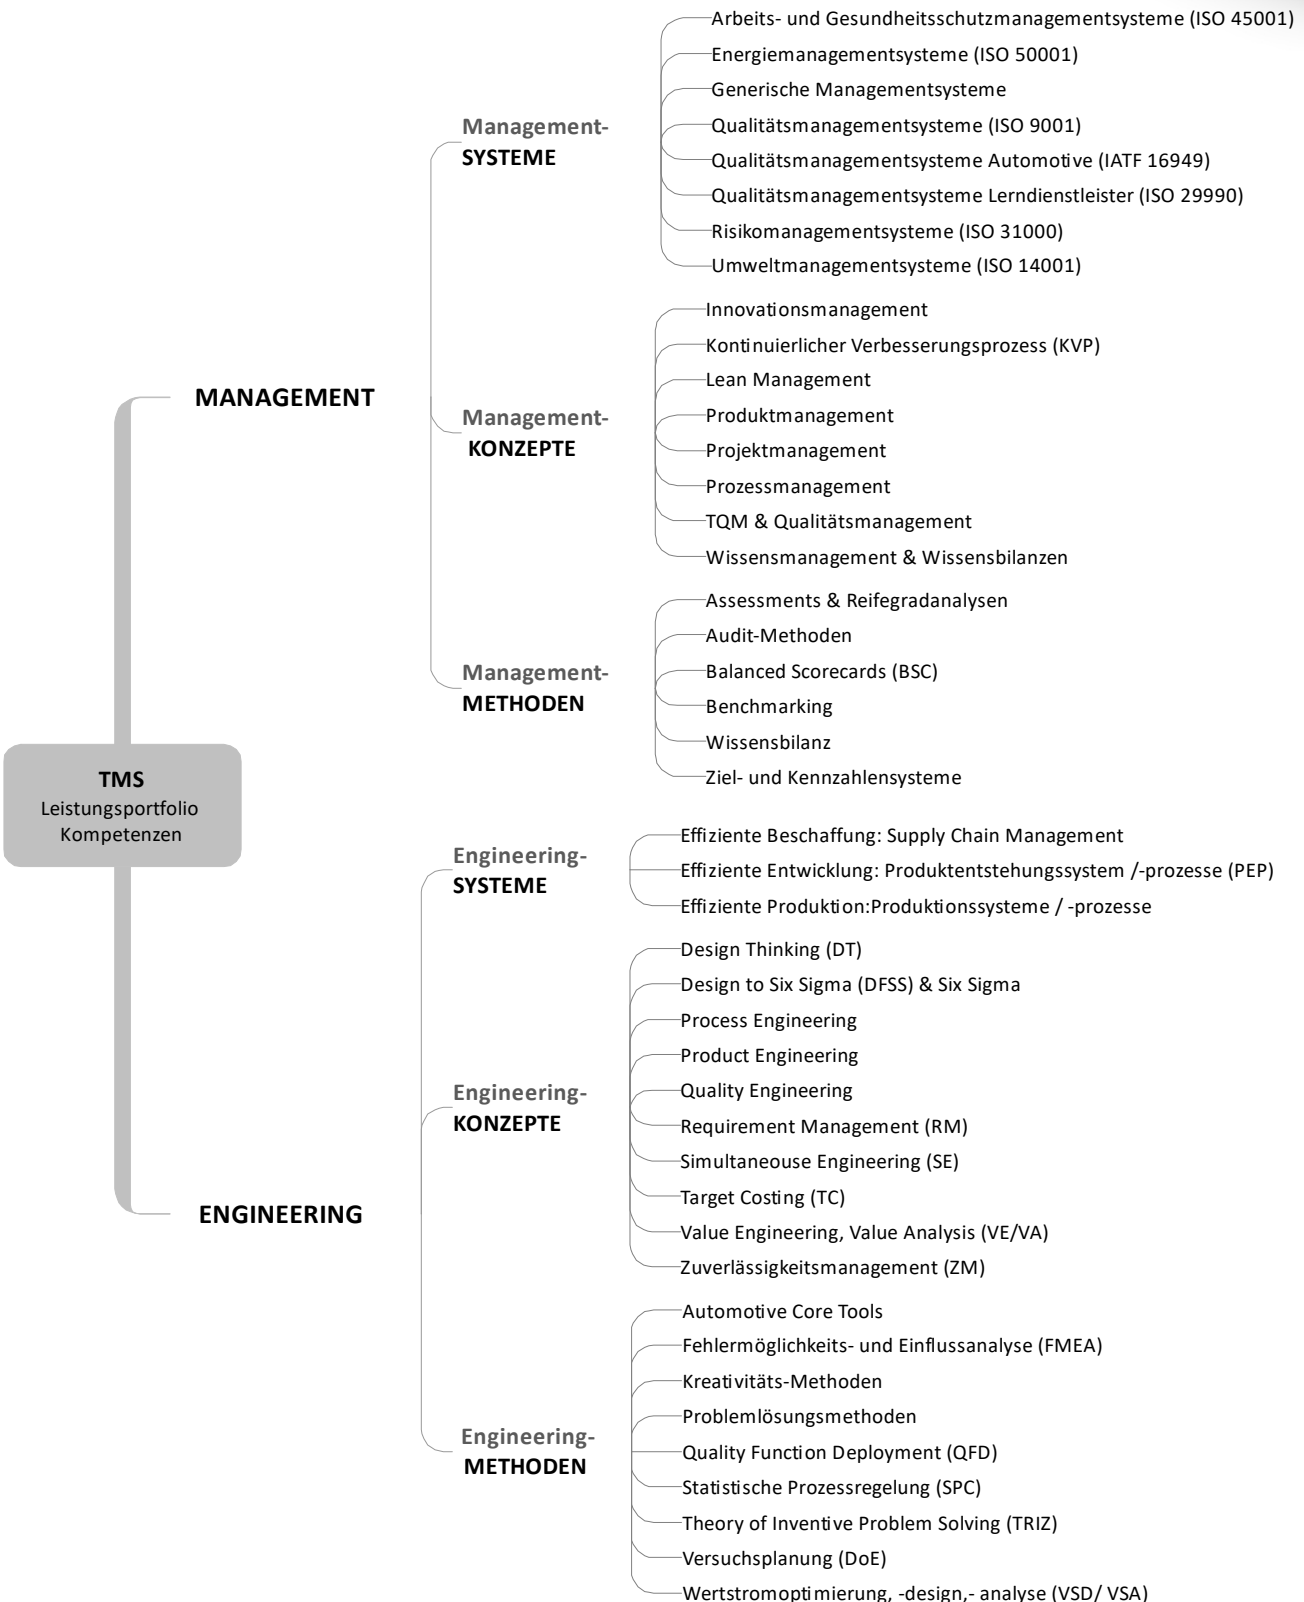 TMS
Leistungsportfolio
Kompetenzen
MANAGEMENT
Management-
SYSTEME
Arbeits- und Gesundheitsschutzmanagementsysteme (ISO 45001)
Energiemanagementsysteme (ISO 50001)
Generische Managementsysteme
Qualitätsmanagementsysteme (ISO 9001)
Qualitätsmanagementsysteme Automotive (IATF 16949)
Qualitätsmanagementsysteme Lerndienstleister (ISO 29990)
Risikomanagementsysteme (ISO 31000)
Umweltmanagementsysteme (ISO 14001)
Management-
KONZEPTE
Innovationsmanagement
Kontinuierlicher Verbesserungsprozess (KVP)
Lean Management
Produktmanagement
Projektmanagement
Prozessmanagement
TQM & Qualitätsmanagement
Wissensmanagement & Wissensbilanzen
Management-
METHODEN
Assessments & Reifegradanalysen
Audit-Methoden
Balanced Scorecards (BSC)
Benchmarking
Wissensbilanz
Ziel- und Kennzahlensysteme
ENGINEERING
Engineering-
SYSTEME
Effiziente Beschaffung: Supply Chain Management
Effiziente Entwicklung: Produktentstehungssystem /-prozesse (PEP)
Effiziente Produktion:Produktionssysteme / -prozesse
Engineering-
KONZEPTE
Design Thinking (DT)
Design to Six Sigma (DFSS) & Six Sigma
Process Engineering
Product Engineering
Quality Engineering
Requirement Management (RM)
Simultaneouse Engineering (SE)
Target Costing (TC)
Value Engineering, Value Analysis (VE/VA)
Zuverlässigkeitsmanagement (ZM)
Engineering-
METHODEN
Automotive Core Tools
Fehlermöglichkeits- und Einflussanalyse (FMEA)
Kreativitäts-Methoden
Problemlösungsmethoden
Quality Function Deployment (QFD)
Statistische Prozessregelung (SPC)
Theory of Inventive Problem Solving (TRIZ)
Versuchsplanung (DoE)
Wertstromoptimierung, -design,- analyse (VSD/ VSA)